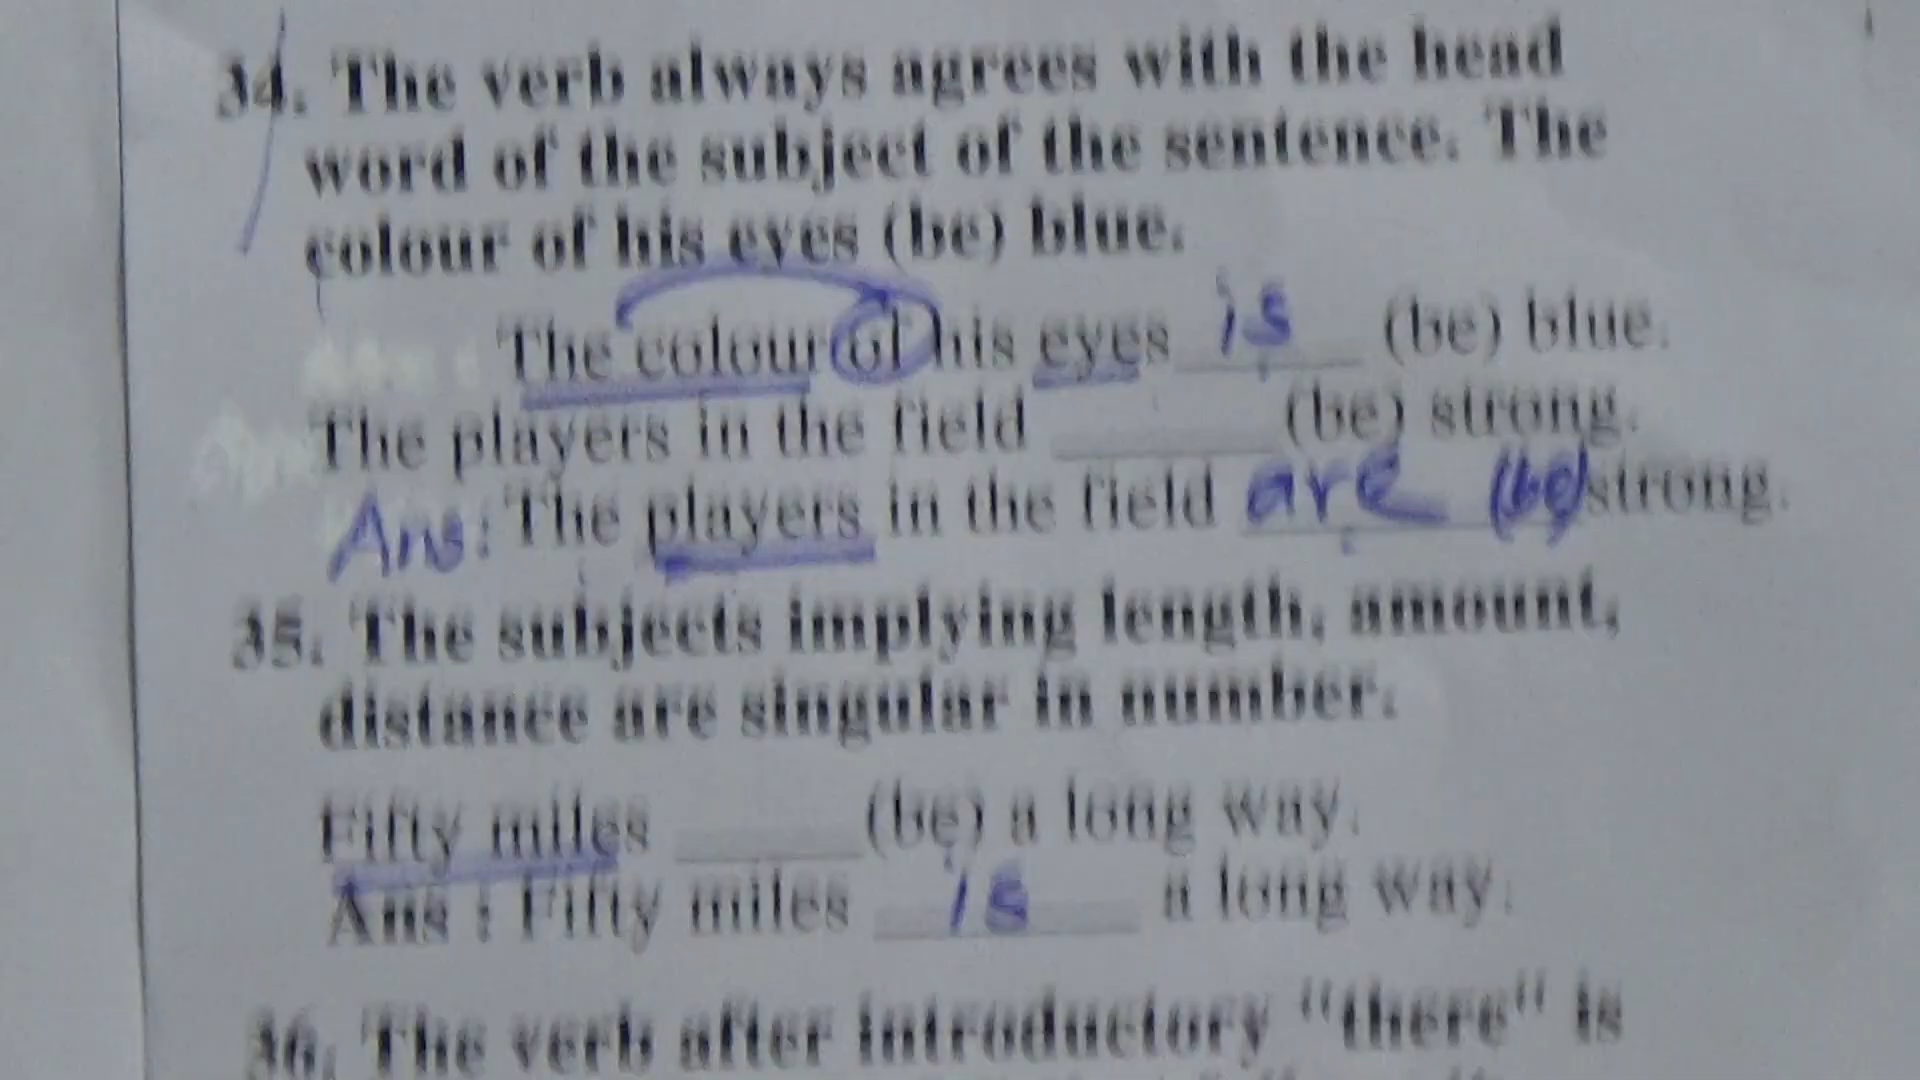 34. The verb always agrees with the head
word of the subject of the sentence. The
colour of his eyes (be) blue.
The colour of his eyes is (be) blue.
The players in the field ____ (be) strong.
Ans: The players in the field are (be) strong.
35. The subjects implying length, amount,
distance are singular in number.
Fifty miles ____ (be) a long way.
Ans : Fifty miles is a long way.
36. The verb after introductory "there" is